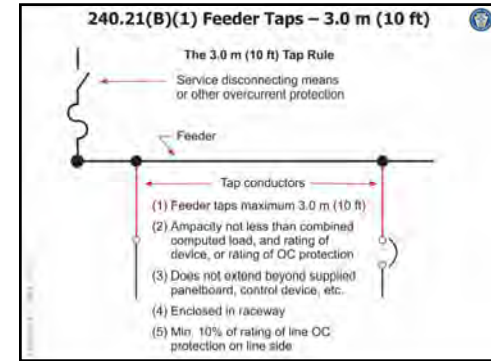 240.21(B)(1) Feeder Taps – 3.0 m (10 ft)
The 3.0 m (10 ft) Tap Rule
Service disconnecting means
or other overcurrent protection
Feeder
Tap conductors
(1) Feeder taps maximum 3.0 m (10 ft)
(2) Ampacity not less than combined
computed load, and rating of
device, or rating of OC protection
(3) Does not extend beyond supplied
panelboard, control device, etc.
(4) Enclosed in raceway
(5) Min. 10% of rating of line OC
protection on line side